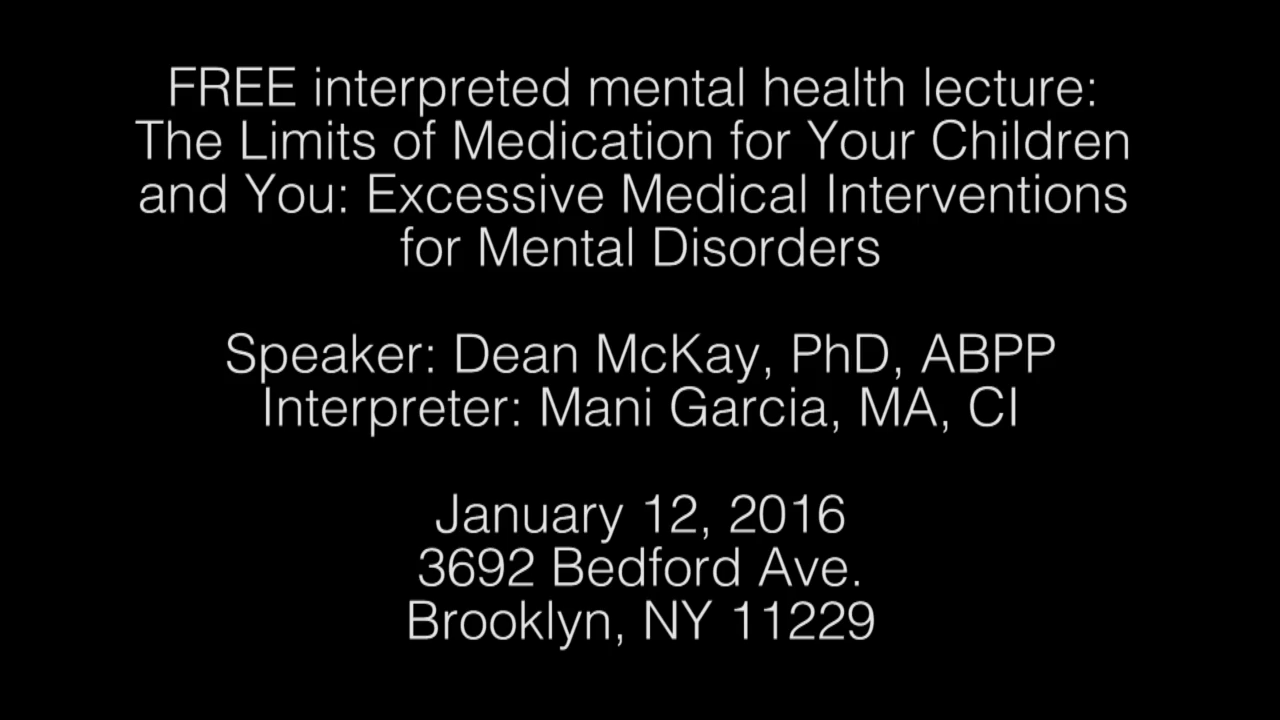 FREE interpreted mental health lecture:
The Limits of Medication for Your Children
and You: Excessive Medical Interventions
for Mental Disorders
Speaker: Dean McKay, PhD, ABPP
Interpreter: Mani Garcia, MA, CI
January 12, 2016
3692 Bedford Ave.
Brooklyn, NY 11229